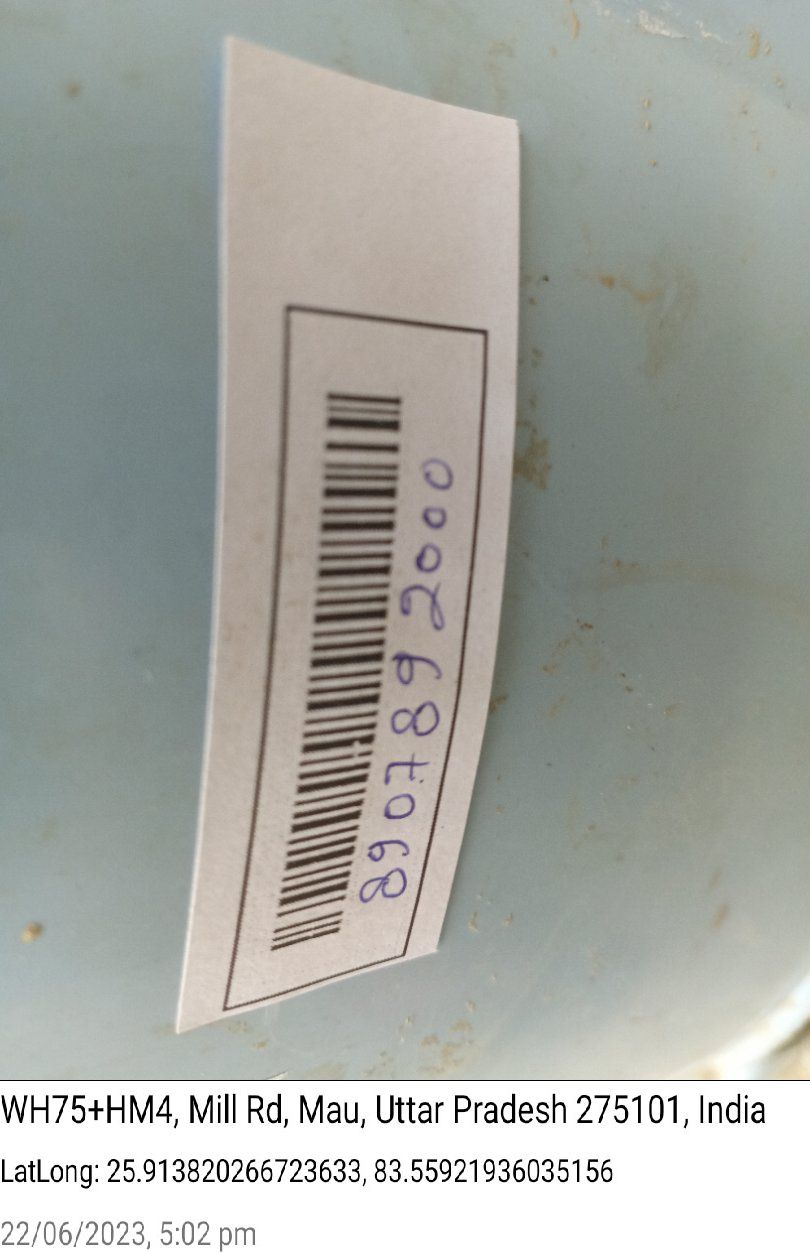 8907892000
WH75+HM4, Mill Rd, Mau, Uttar Pradesh 275101, India
LatLong: 25.913820266723633, 83.55921936035156
22/06/2023, 5:02 pm